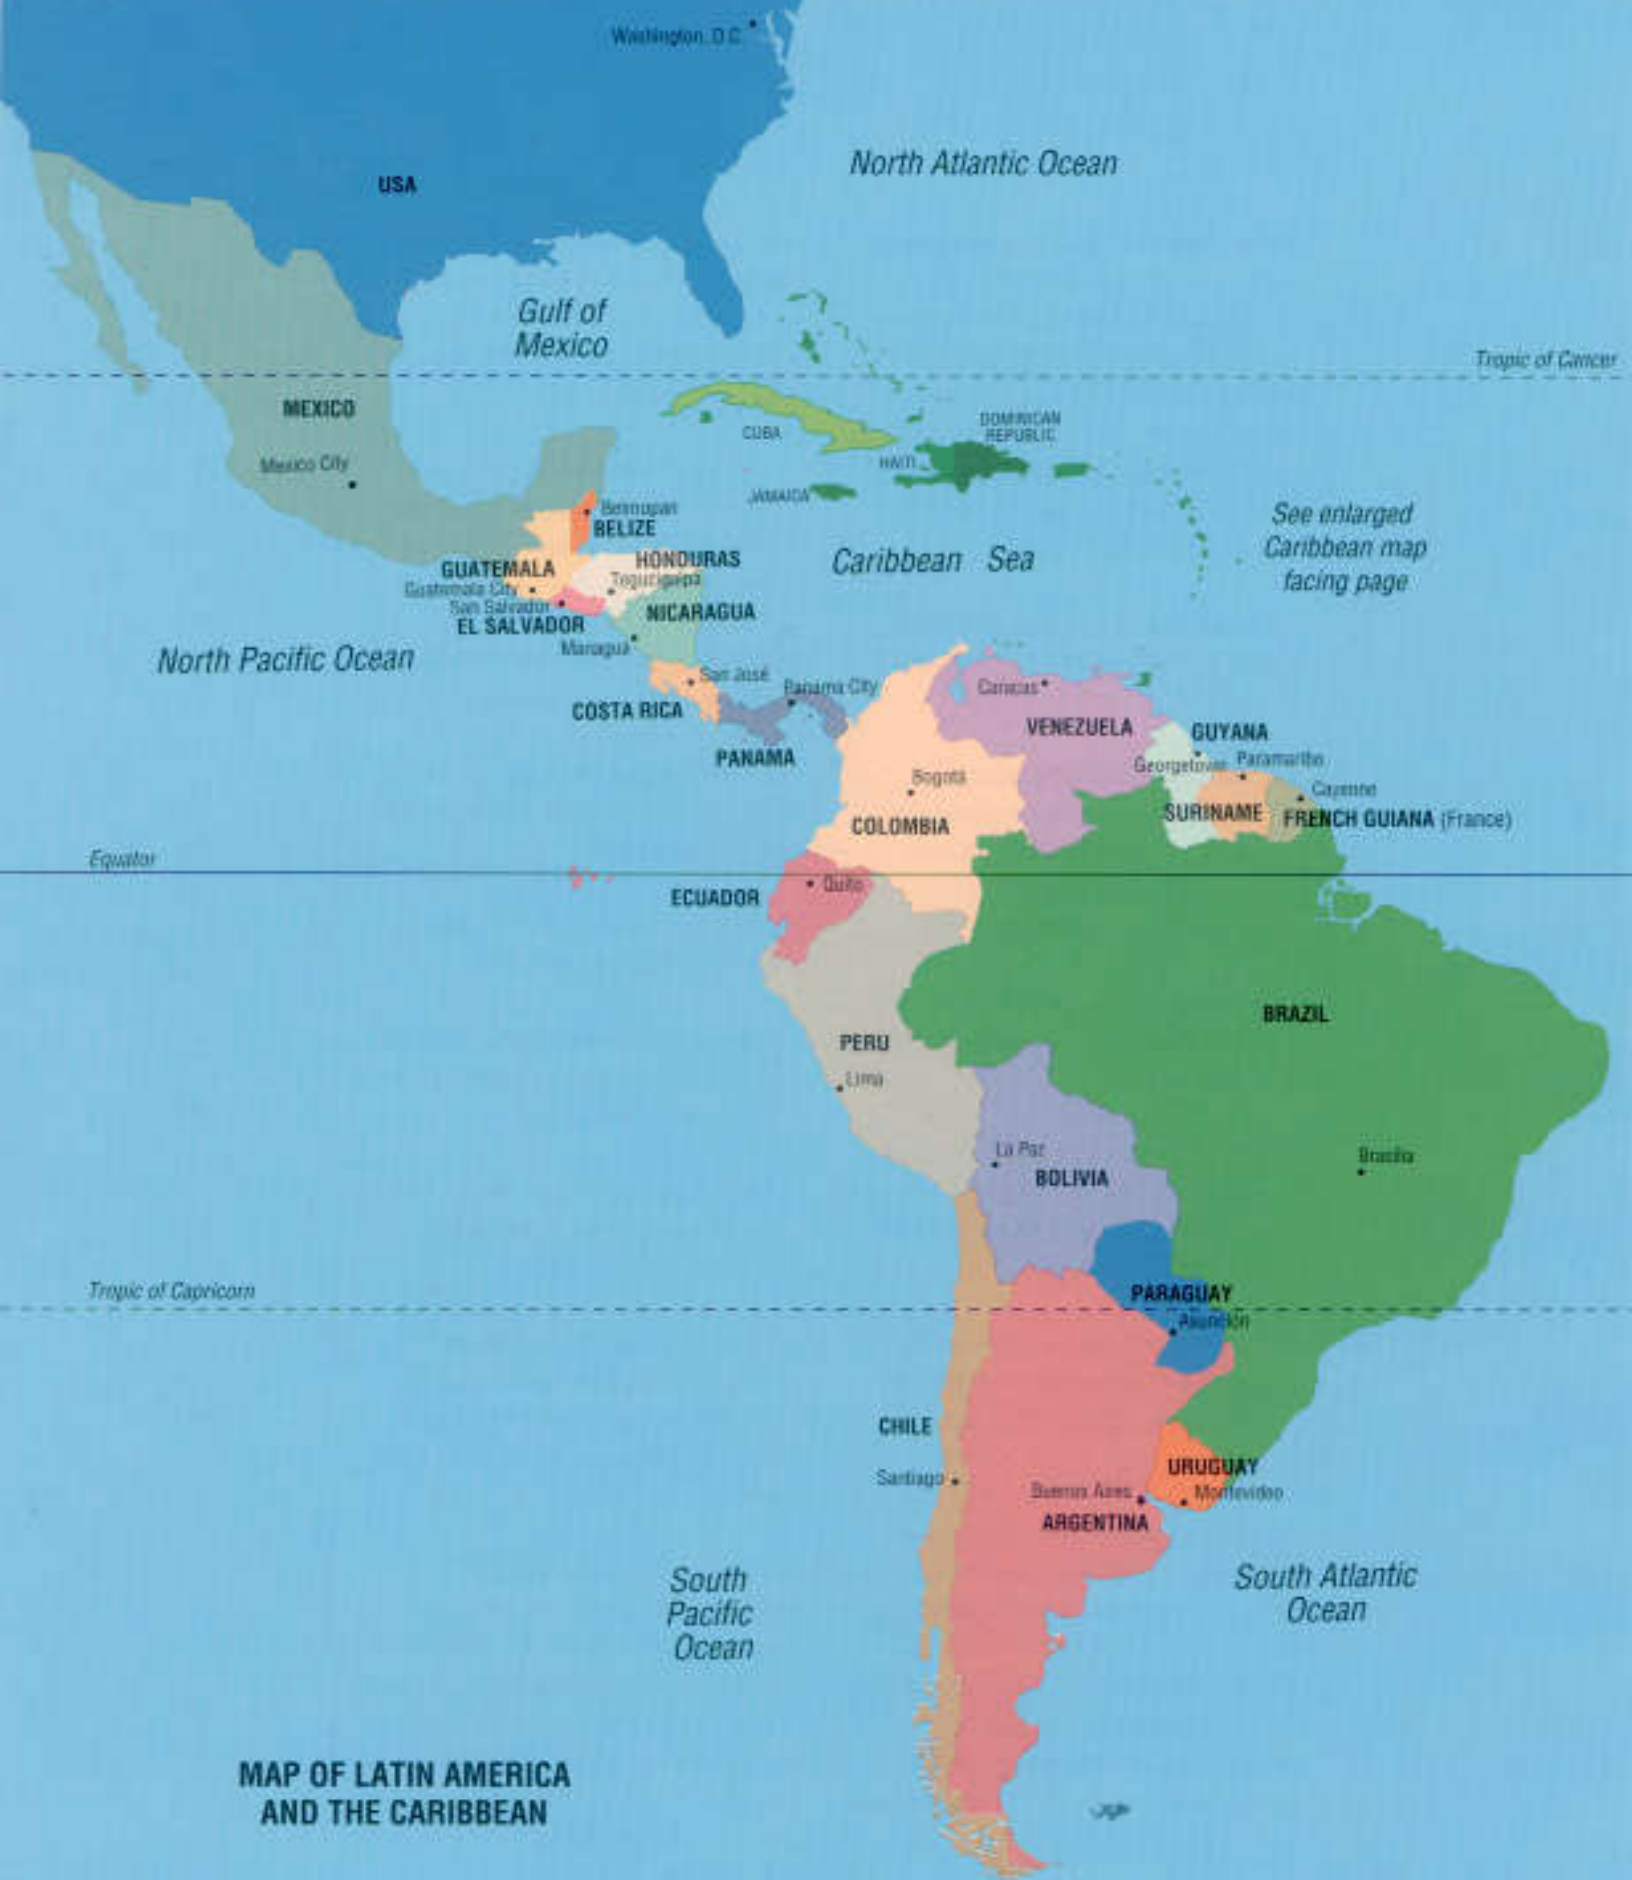 Washington, D.C.
North Atlantic Ocean
USA
Gulf of
Mexico
Tropic of Cancer
MEXICO
Mexico City
CUBA
DOMINICAN
REPUBLIC
HAITI
JAMAICA
See enlarged
Caribbean map
facing page
Belmopan
BELIZE
Caribbean Sea
HONDURAS
Tegucigalpa
GUATEMALA
Guatemala City
San Salvador
EL SALVADOR
NICARAGUA
Managua
North Pacific Ocean
San José
COSTA RICA
Panama City
PANAMA
Caracas
VENEZUELA
GUYANA
Georgetown
Paramaribo
Cayenne
SURINAME
FRENCH GUIANA (France)
Bogotá
COLOMBIA
Equator
Quito
ECUADOR
BRAZIL
PERU
Lima
La Paz
BOLIVIA
Brasilia
Tropic of Capricorn
PARAGUAY
Asunción
CHILE
Santiago
URUGUAY
Montevideo
Buenos Aires
ARGENTINA
South
Pacific
Ocean
South Atlantic
Ocean
MAP OF LATIN AMERICA
AND THE CARIBBEAN